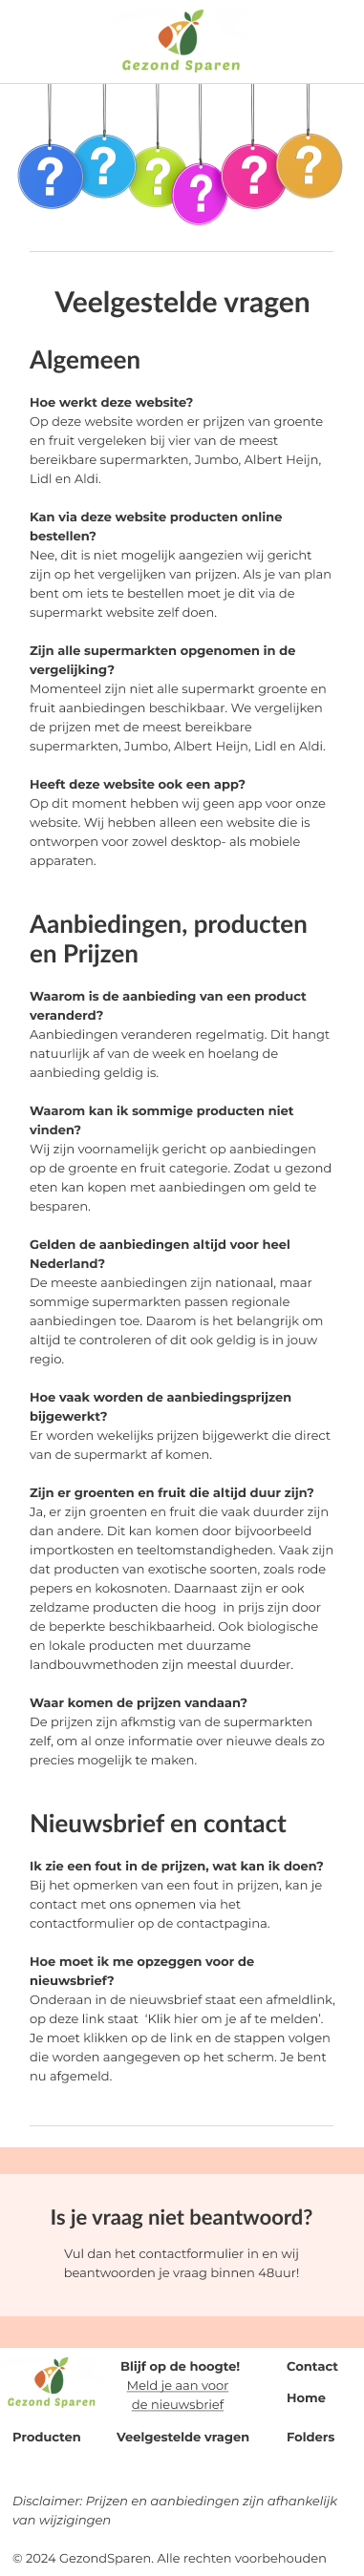 Gezond Sparen
? ? ? ? ? ?
Veelgestelde vragen
Algemeen
Hoe werkt deze website?
Op deze website worden er prijzen van groente
en fruit vergeleken bij vier van de meest
bereikbare supermarkten, Jumbo, Albert Heijn,
Lidl en Aldi.
Kan via deze website producten online
bestellen?
Nee, dit is niet mogelijk aangezien wij gericht
zijn op het vergelijken van prijzen. Als je van plan
bent om iets te bestellen moet je dit via de
supermarkt website zelf doen.
Zijn alle supermarkten opgenomen in de
vergelijking?
Momenteel zijn niet alle supermarkt groente en
fruit aanbiedingen beschikbaar. We vergelijken
de prijzen met de meest bereikbare
supermarkten, Jumbo, Albert Heijn, Lidl en Aldi.
Heeft deze website ook een app?
Op dit moment hebben wij geen app voor onze
website. Wij hebben alleen een website die is
ontworpen voor zowel desktop- als mobiele
apparaten.
Aanbiedingen, producten
en Prijzen
Waarom is de aanbieding van een product
veranderd?
Aanbiedingen veranderen regelmatig. Dit hangt
natuurlijk af van de week en hoelang de
aanbieding geldig is.
Waarom kan ik sommige producten niet
vinden?
Wij zijn voornamelijk gericht op aanbiedingen
op de groente en fruit categorie. Zodat u gezond
eten kan kopen met aanbiedingen om geld te
besparen.
Gelden de aanbiedingen altijd voor heel
Nederland?
De meeste aanbiedingen zijn nationaal, maar
sommige supermarkten passen regionale
aanbiedingen toe. Daarom is het belangrijk om
altijd te controleren of dit ook geldig is in jouw
regio.
Hoe vaak worden de aanbiedingsprijzen
bijgewerkt?
Er worden wekelijks prijzen bijgewerkt die direct
van de supermarkt af komen.
Zijn er groenten en fruit die altijd duur zijn?
Ja, er zijn groenten en fruit die vaak duurder zijn
dan andere. Dit kan komen door bijvoorbeeld
importkosten en teeltomstandigheden. Vaak zijn
dat producten van exotische soorten, zoals rode
pepers en kokosnoten. Daarnaast zijn er ook
zeldzame producten die hoog in prijs zijn door
de beperkte beschikbaarheid. Ook biologische
en lokale producten met duurzame
landbouwmethoden zijn meestal duurder.
Waar komen de prijzen vandaan?
De prijzen zijn afkmstig van de supermarkten
zelf, om al onze informatie over nieuwe deals zo
precies mogelijk te maken.
Nieuwsbrief en contact
Ik zie een fout in de prijzen, wat kan ik doen?
Bij het opmerken van een fout in prijzen, kan je
contact met ons opnemen via het
contactformulier op de contactpagina.
Hoe moet ik me opzeggen voor de
nieuwsbrief?
Onderaan in de nieuwsbrief staat een afmeldlink,
op deze link staat ‘Klik hier om je af te melden’.
Je moet klikken op de link en de stappen volgen
die worden aangegeven op het scherm. Je bent
nu afgemeld.
Is je vraag niet beantwoord?
Vul dan het contactformulier in en wij
beantwoorden je vraag binnen 48uur!
Gezond Sparen
Blijf op de hoogte!
Meld je aan voor
de nieuwsbrief
Contact
Home
Producten
Veelgestelde vragen
Folders
Disclaimer: Prijzen en aanbiedingen zijn afhankelijk
van wijzigingen
© 2024 GezondSparen. Alle rechten voorbehouden